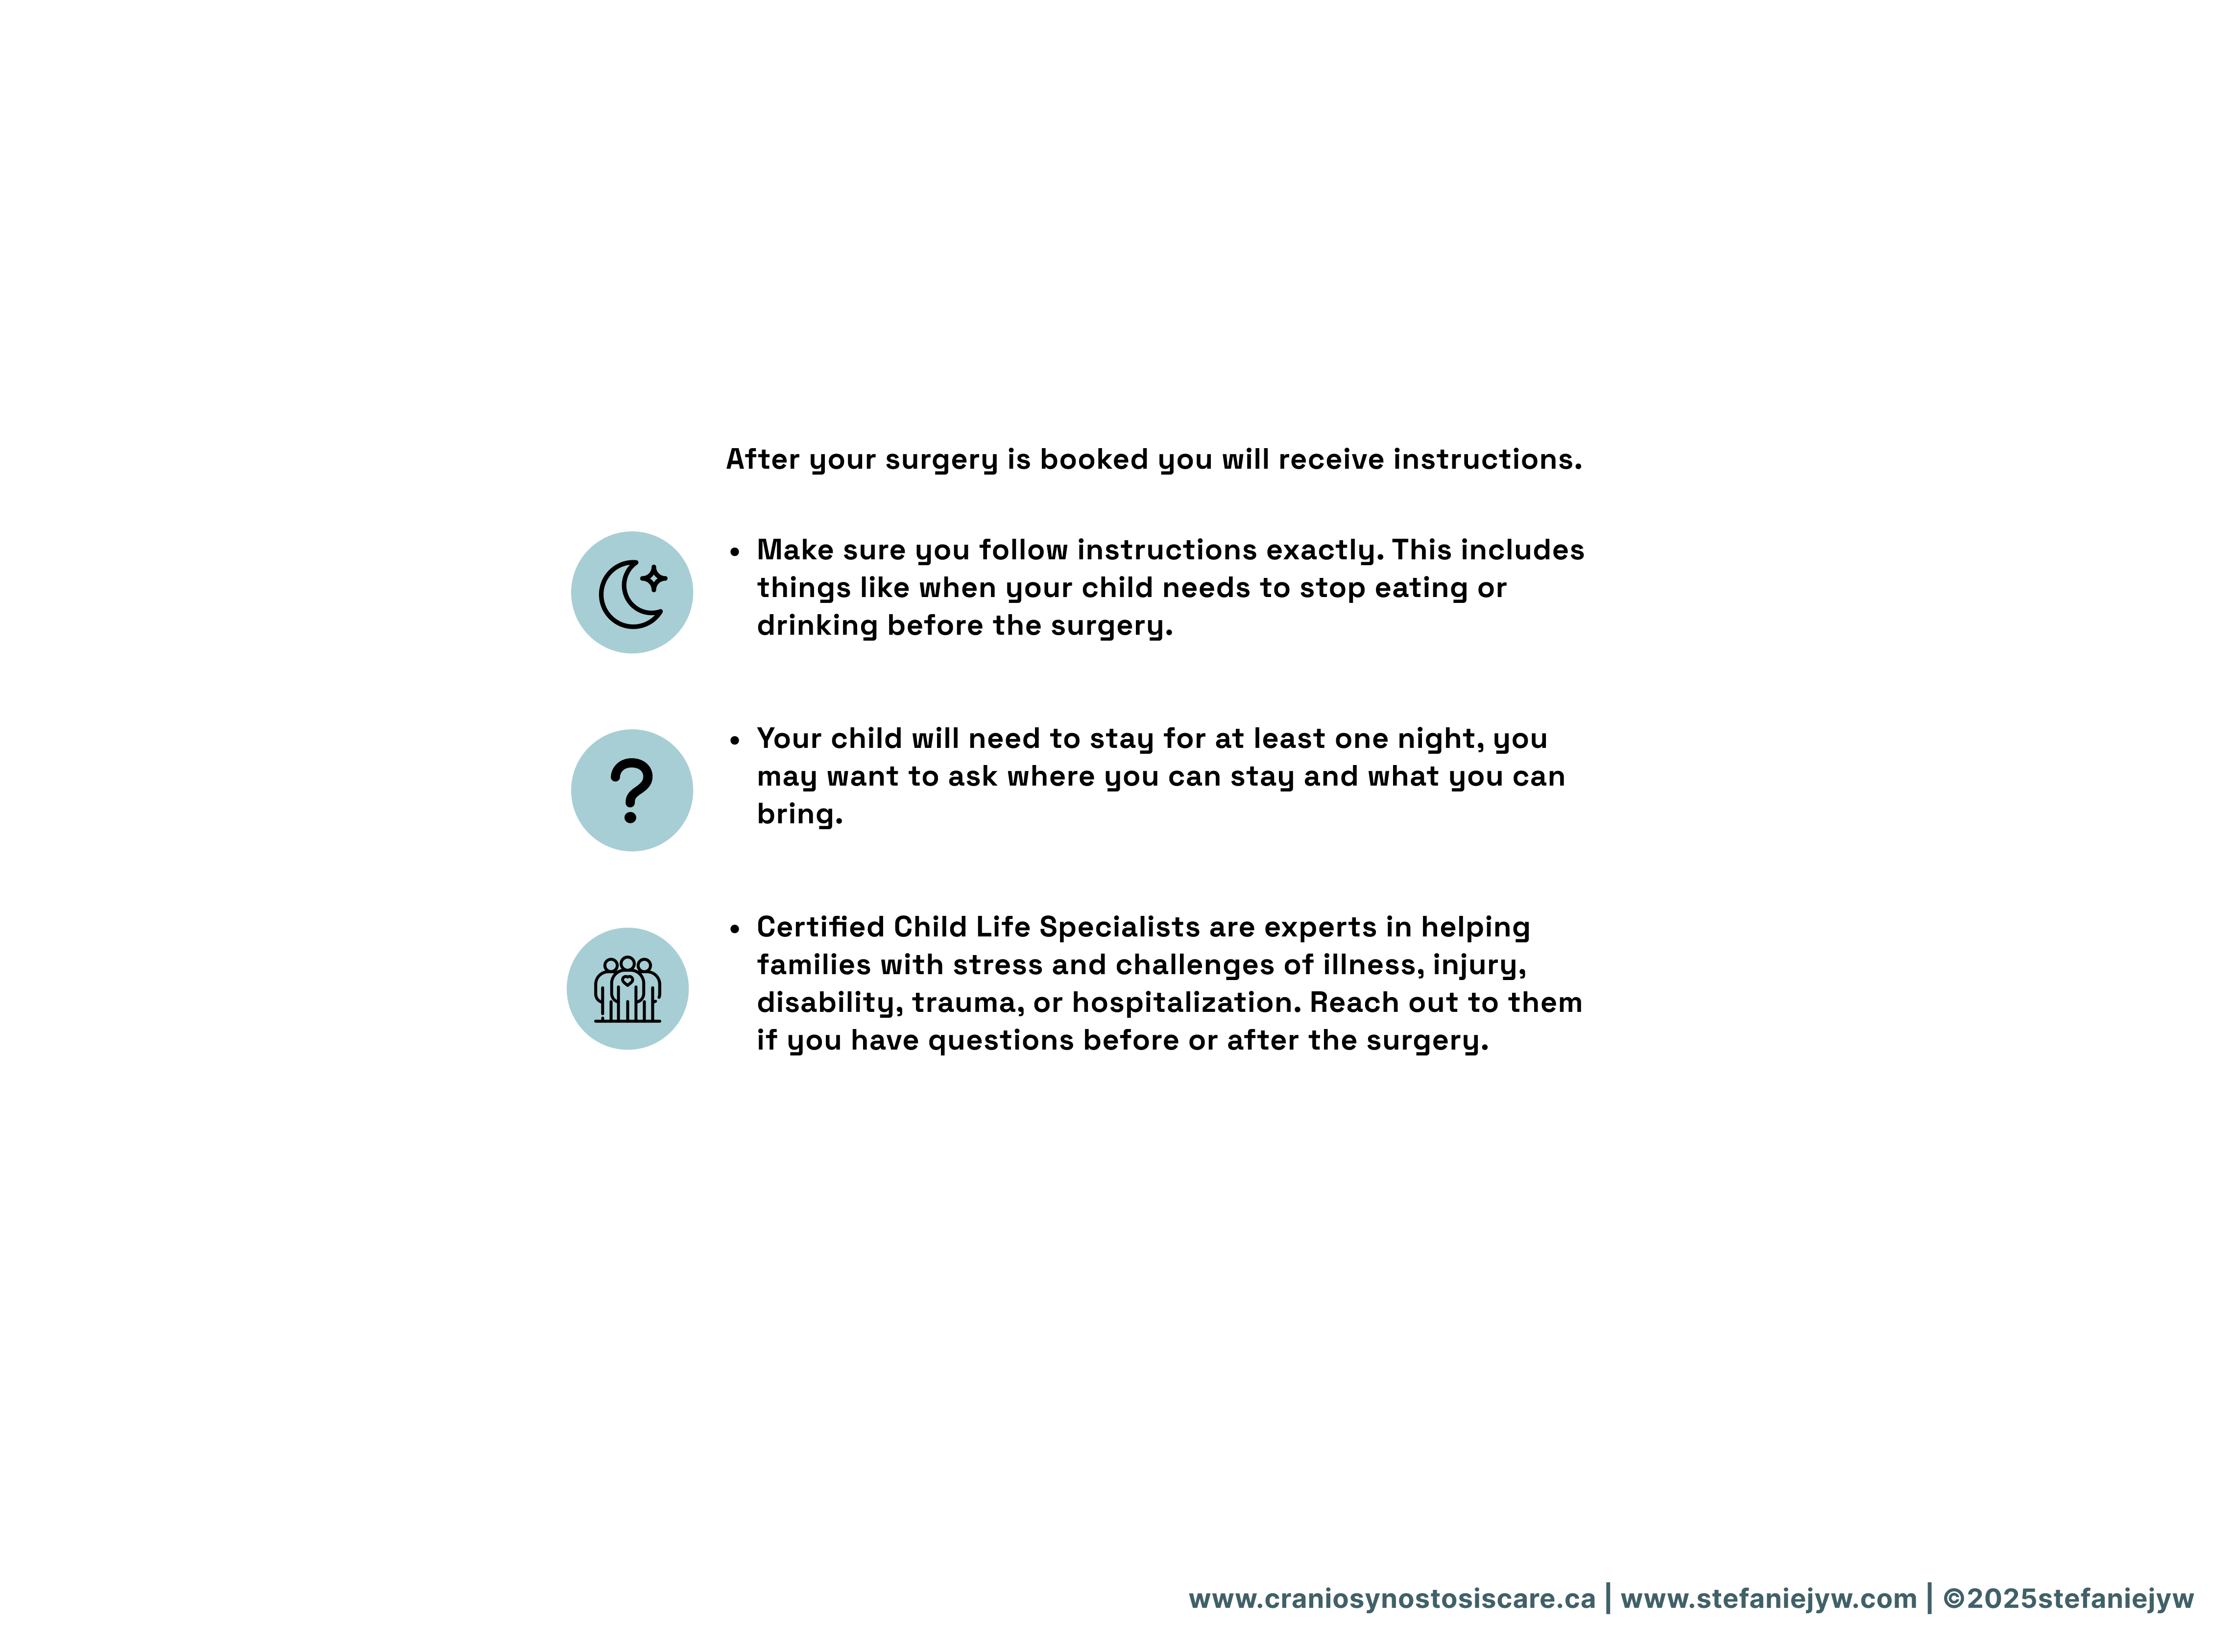 After your surgery is booked you will receive instructions.
• Make sure you follow instructions exactly. This includes
things like when your child needs to stop eating or
drinking before the surgery.
?
• Your child will need to stay for at least one night, you
may want to ask where you can stay and what you can
bring.
• Certified Child Life Specialists are experts in helping
families with stress and challenges of illness, injury,
disability, trauma, or hospitalization. Reach out to them
if you have questions before or after the surgery.
www.craniosynostosiscare.ca | www.stefaniejyw.com | ©2025stefaniejyw